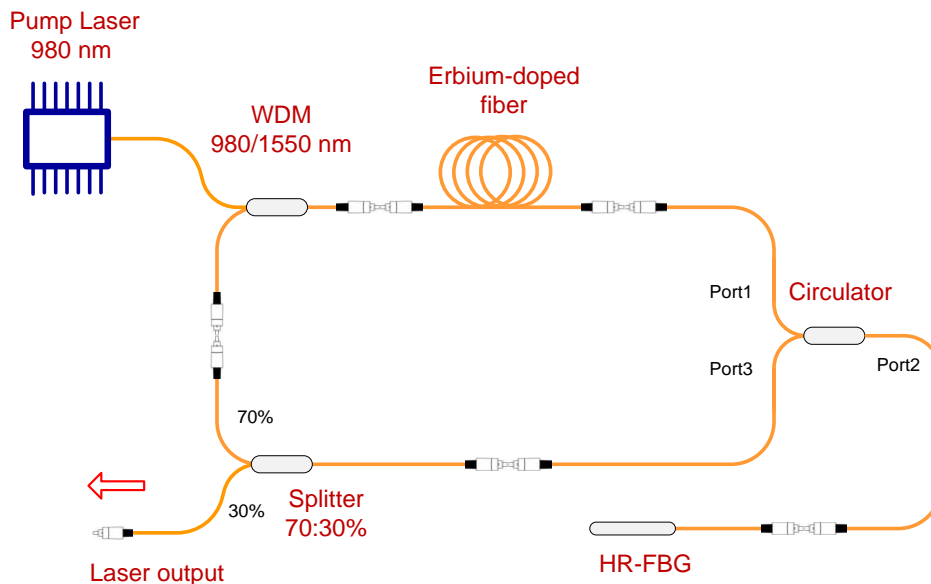 Pump Laser
980 nm
WDM
980/1550 nm
Erbium-doped
fiber
Port1
Circulator
Port3
Port2
70%
30%
Splitter
70:30%
HR-FBG
Laser output